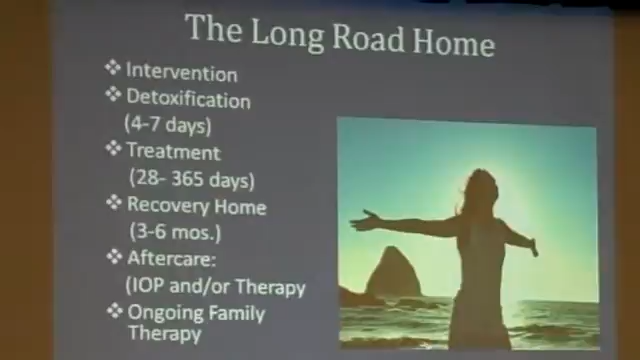 The Long Road Home
❖ Intervention
❖ Detoxification
(4-7 days)
❖ Treatment
(28- 365 days)
❖ Recovery Home
(3-6 mos.)
❖ Aftercare:
(IOP and/or Therapy
❖ Ongoing Family
Therapy